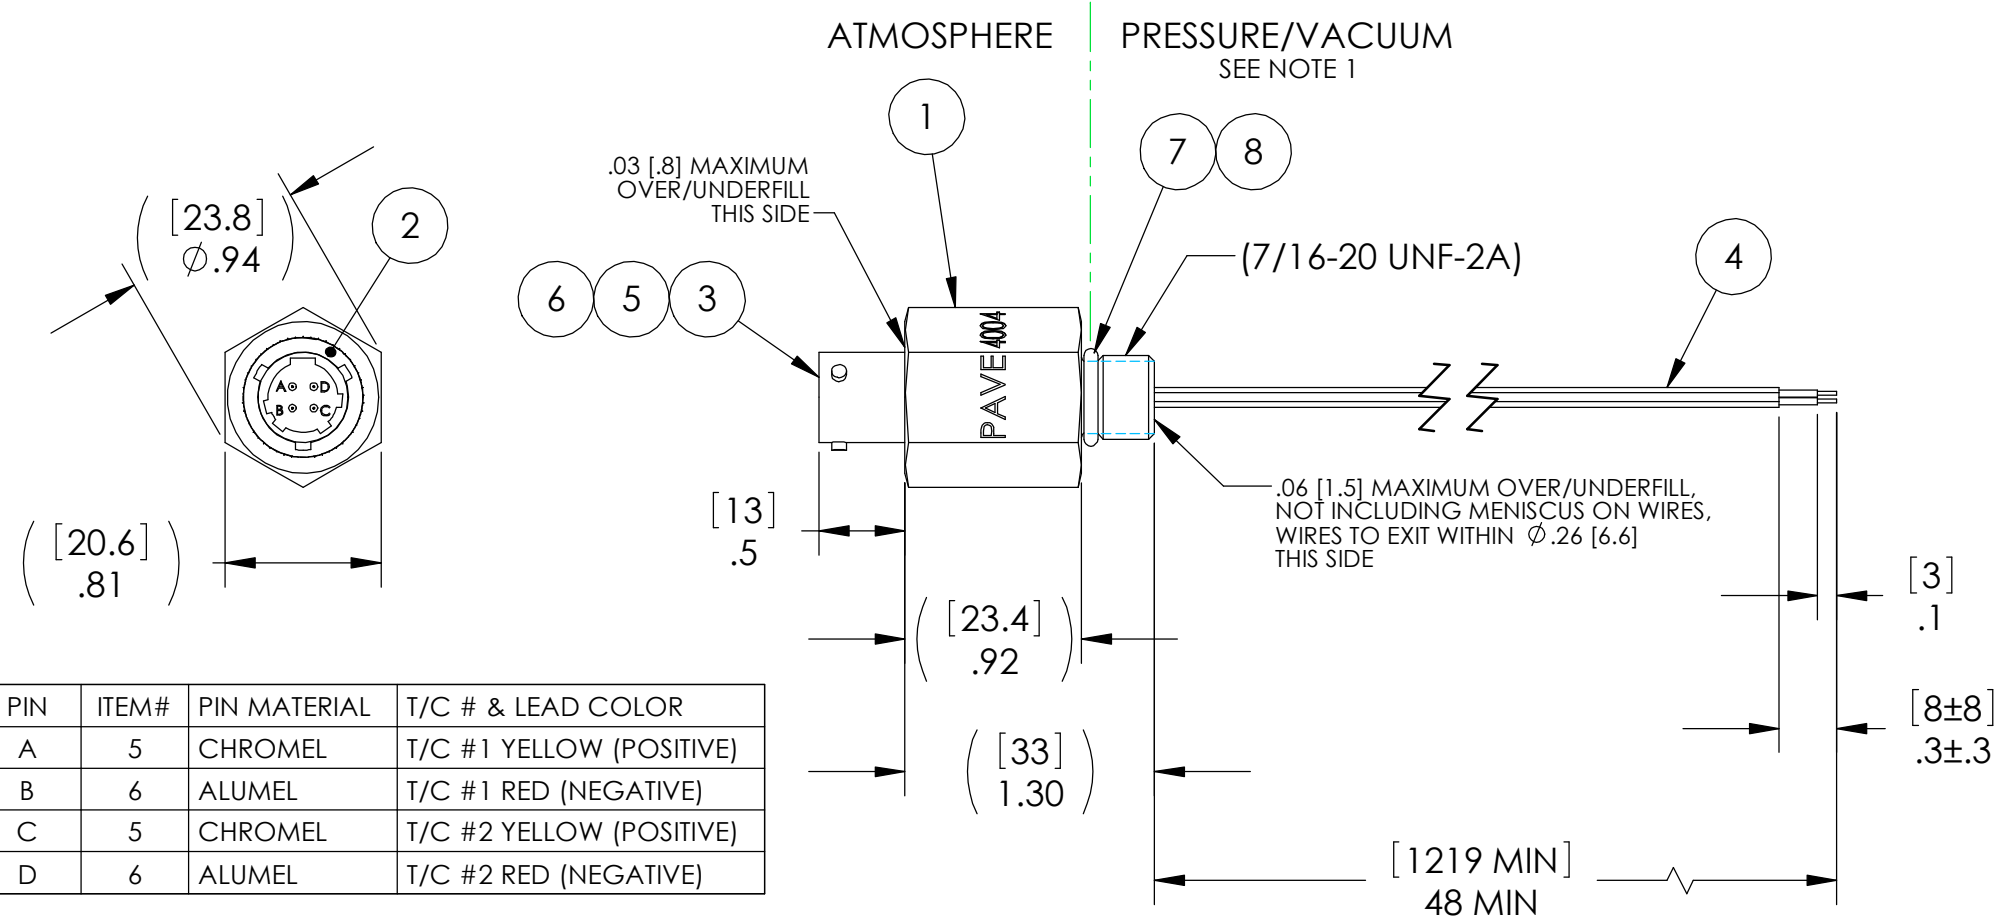 ATMOSPHERE
PRESSURE/VACUUM
SEE NOTE 1
1
7
8
.03 [.8] MAXIMUM
OVER/UNDERFILL
THIS SIDE
([23.8]
Ø.94)
2
6
5
3
(7/16-20 UNF-2A)
4
PAVE 4004
A
D
B
C
.06 [1.5] MAXIMUM OVER/UNDERFILL,
NOT INCLUDING MENISCUS ON WIRES,
WIRES TO EXIT WITHIN Ø.26 [6.6]
THIS SIDE
[13]
.5
([20.6]
.81)
[3]
.1
([23.4]
.92)
[8±8]
.3±.3
([33]
1.30)
[1219 MIN]
48 MIN
PIN ITEM# PIN MATERIAL T/C # & LEAD COLOR
A 5 CHROMEL T/C #1 YELLOW (POSITIVE)
B 6 ALUMEL T/C #1 RED (NEGATIVE)
C 5 CHROMEL T/C #2 YELLOW (POSITIVE)
D 6 ALUMEL T/C #2 RED (NEGATIVE)